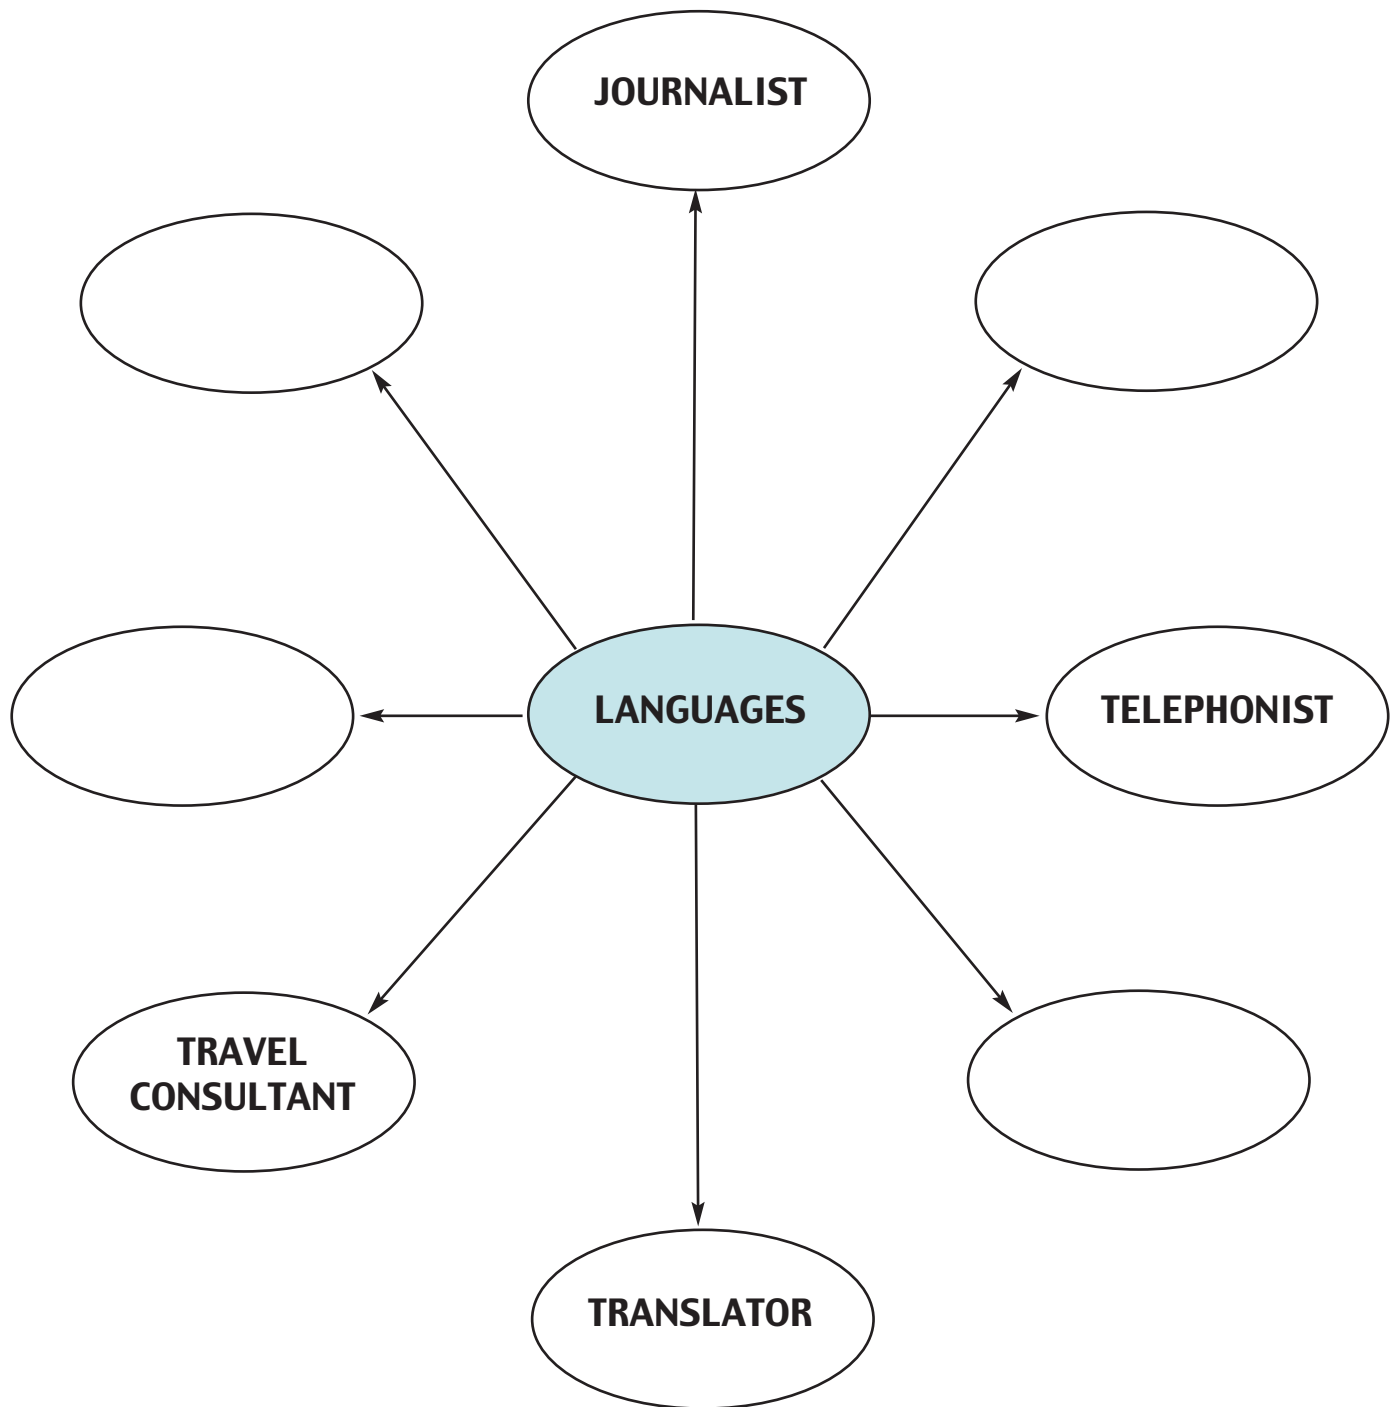 JOURNALIST
LANGUAGES
TELEPHONIST
TRAVEL
CONSULTANT
TRANSLATOR